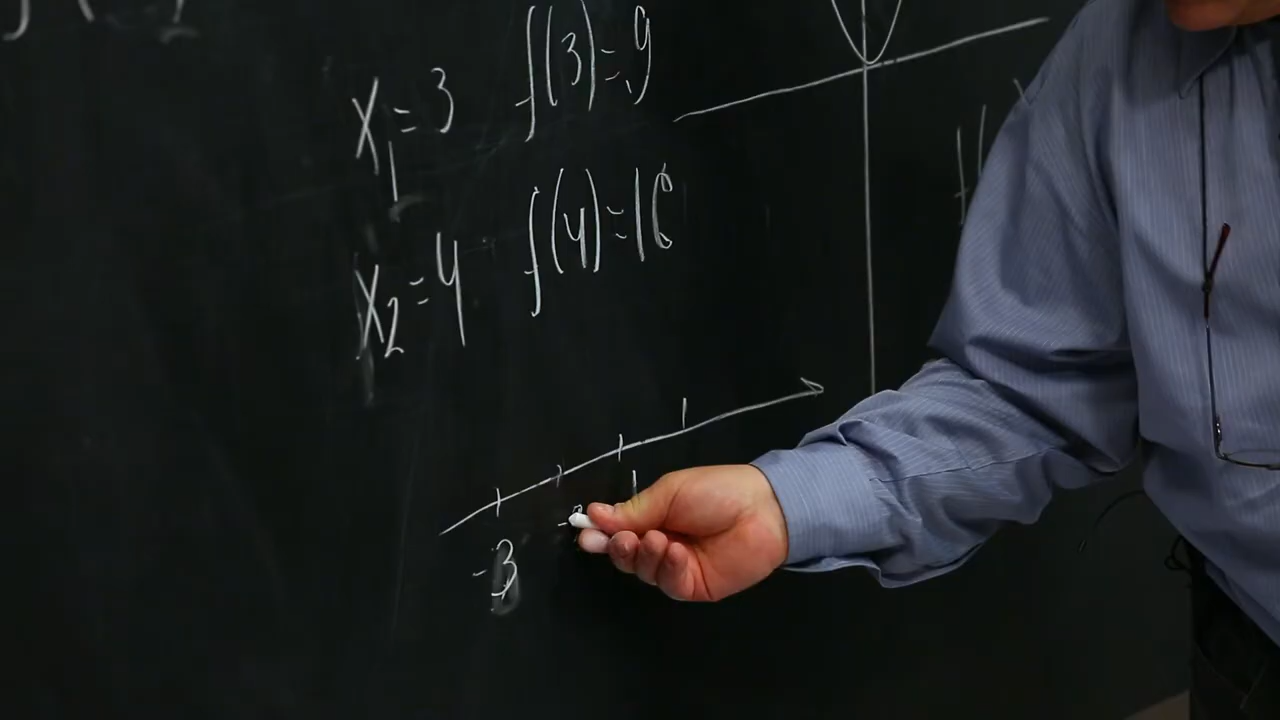 x₁=3 f(3)=9
x₂=4 f(4)=16
-3